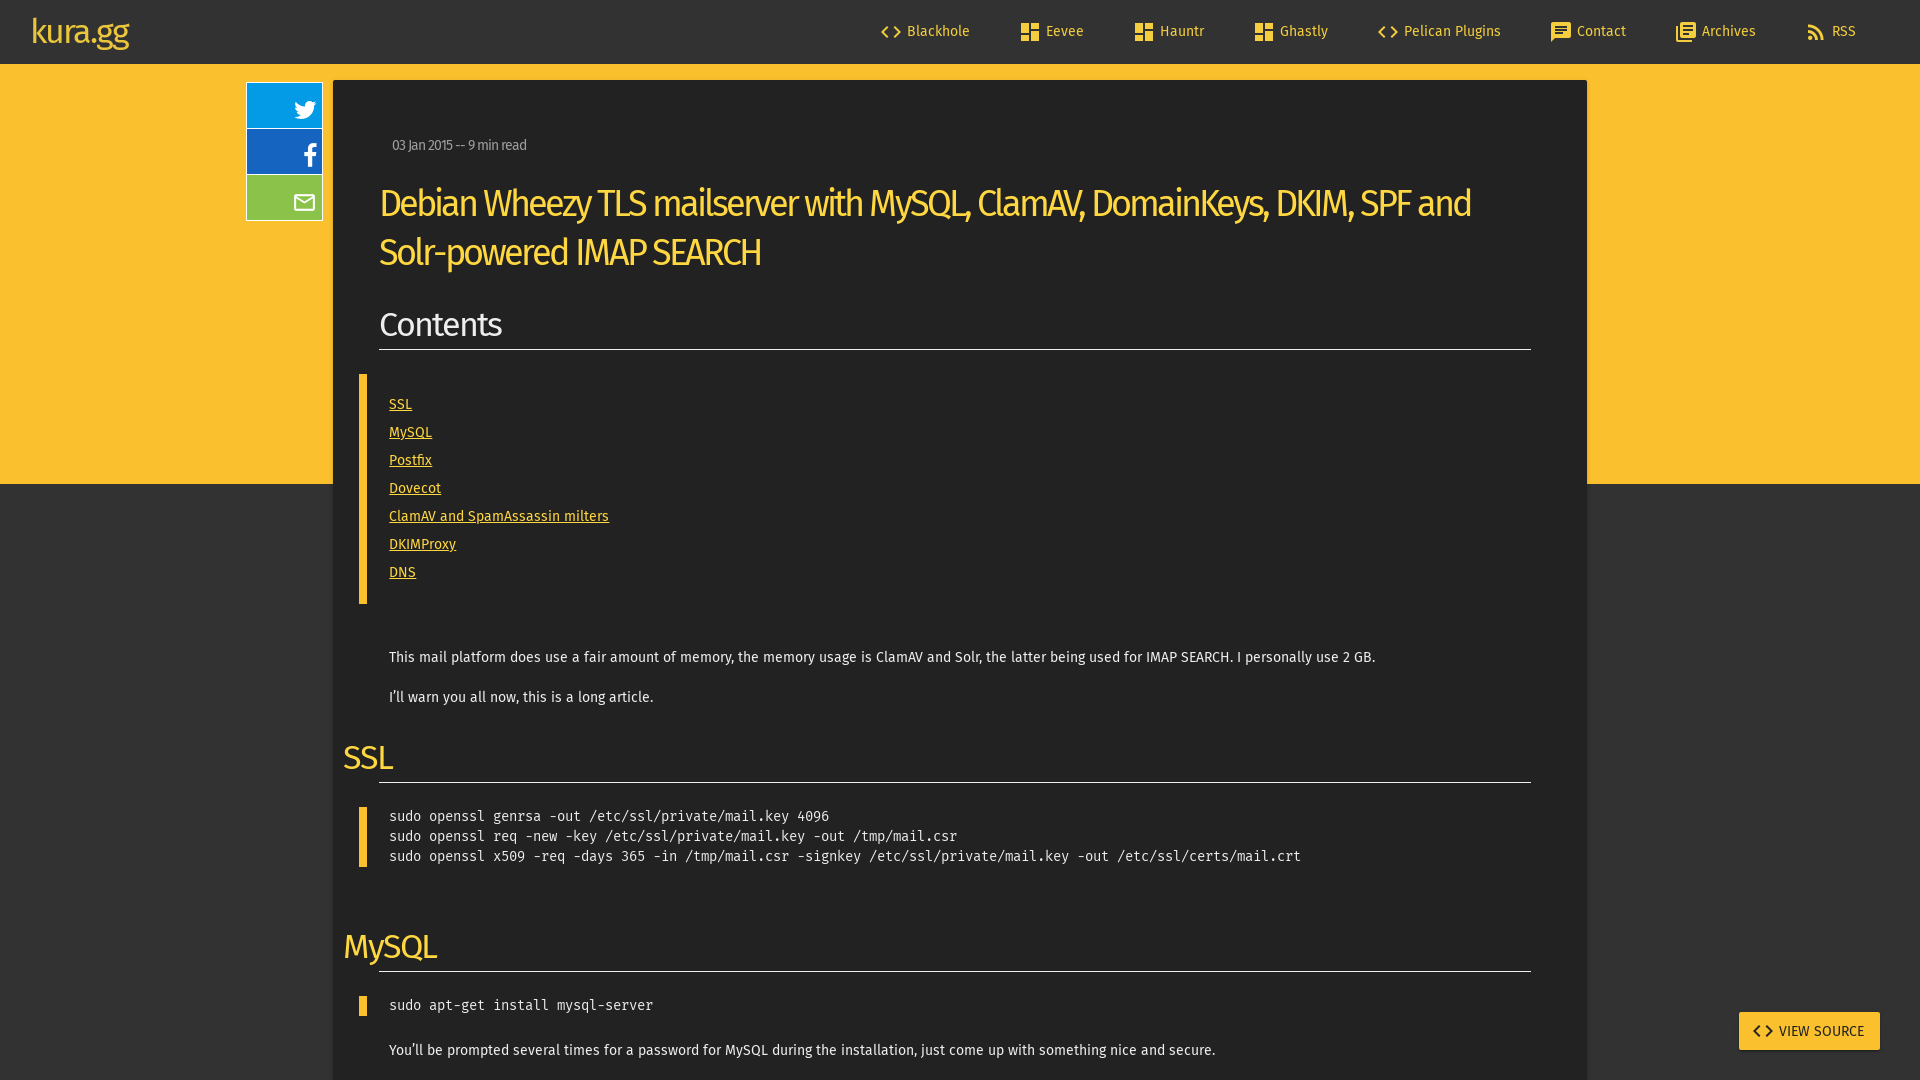 kura.gg
Blackhole
Eevee
Hauntr
Ghastly
Pelican Plugins
Contact
Archives
RSS
03 Jan 2015 -- 9 min read
Debian Wheezy TLS mailserver with MySQL, ClamAV, DomainKeys, DKIM, SPF and
Solr-powered IMAP SEARCH
Contents
SSL
MySQL
Postfix
Dovecot
ClamAV and SpamAssassin milters
DKIMProxy
DNS
This mail platform does use a fair amount of memory, the memory usage is ClamAV and Solr, the latter being used for IMAP SEARCH. I personally use 2 GB.
I’ll warn you all now, this is a long article.
SSL
sudo openssl genrsa -out /etc/ssl/private/mail.key 4096
sudo openssl req -new -key /etc/ssl/private/mail.key -out /tmp/mail.csr
sudo openssl x509 -req -days 365 -in /tmp/mail.csr -signkey /etc/ssl/private/mail.key -out /etc/ssl/certs/mail.crt
MySQL
sudo apt-get install mysql-server
You’ll be prompted several times for a password for MySQL during the installation, just come up with something nice and secure.
VIEW SOURCE